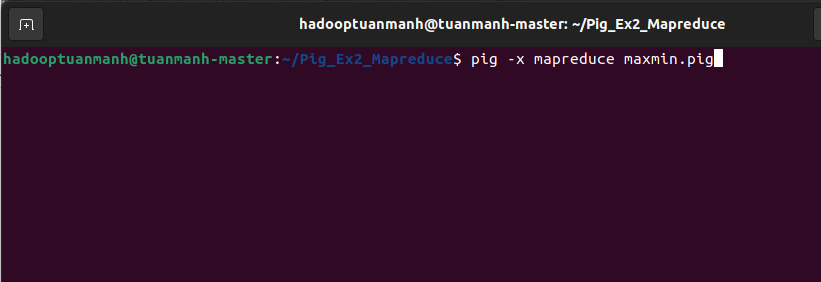 hadooptuanmanh@tuanmanh-master: ~/Pig_Ex2_Mapreduce
hadooptuanmanh@tuanmanh-master:~/Pig_Ex2_Mapreduce$ pig -x mapreduce maxmin.pig